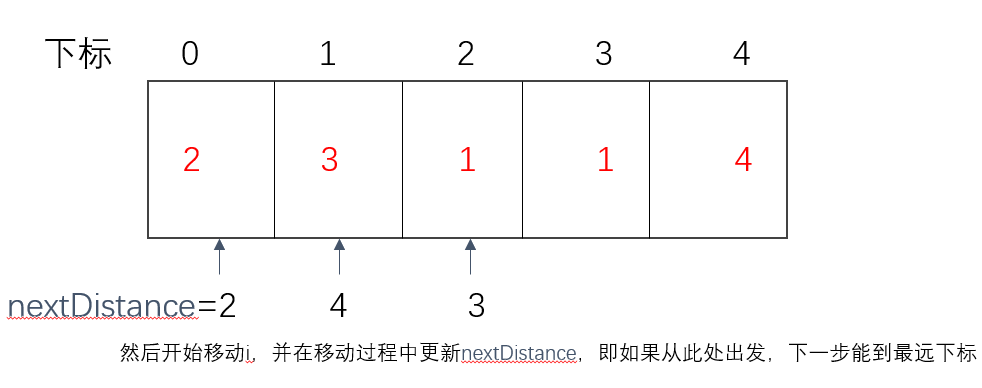 下标 0 1 2 3 4
2 3 1 1 4
nextDistance=2 4 3
然后开始移动i，并在移动过程中更新nextDistance，即如果从此处出发，下一步能到最远下标